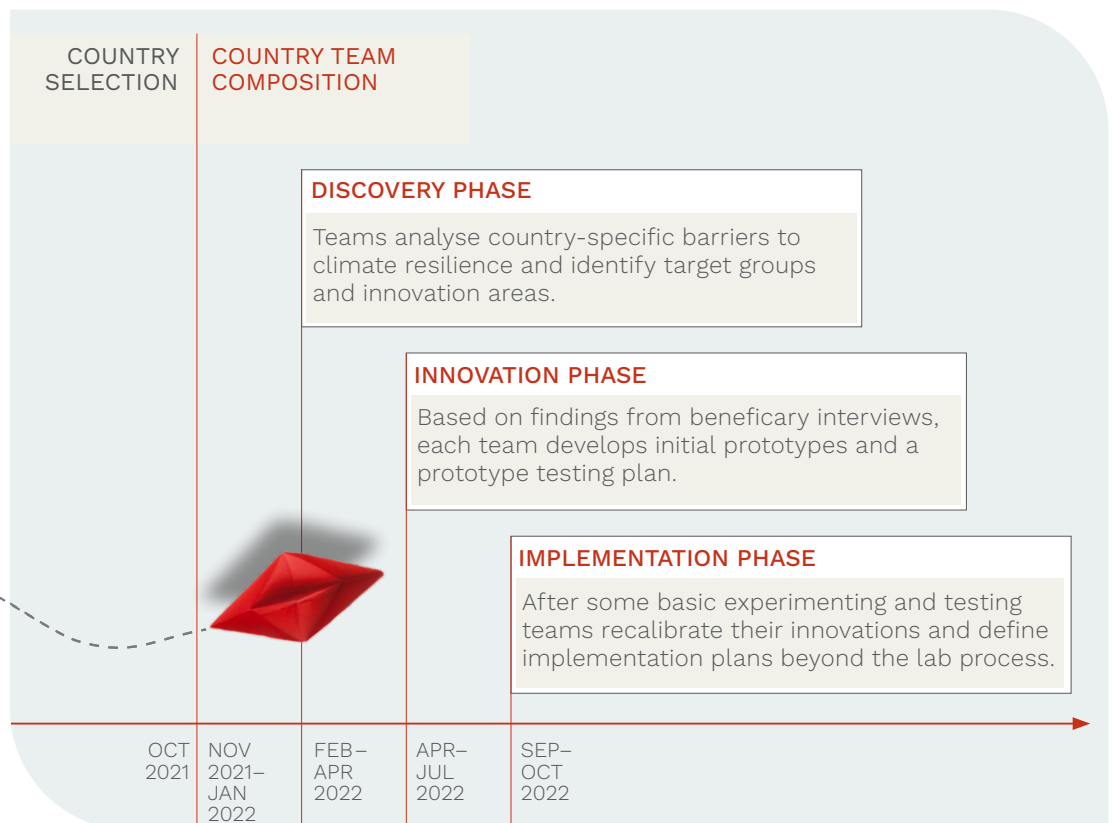 COUNTRY
SELECTION
COUNTRY TEAM
COMPOSITION
DISCOVERY PHASE
Teams analyse country-specific barriers to
climate resilience and identify target groups
and innovation areas.
INNOVATION PHASE
Based on findings from beneficary interviews,
each team develops initial prototypes and a
prototype testing plan.
IMPLEMENTATION PHASE
After some basic experimenting and testing
teams recalibrate their innovations and define
implementation plans beyond the lab process.
OCT
2021
NOV
2021–
JAN
2022
FEB–
APR
2022
APR–
JUL
2022
SEP–
OCT
2022